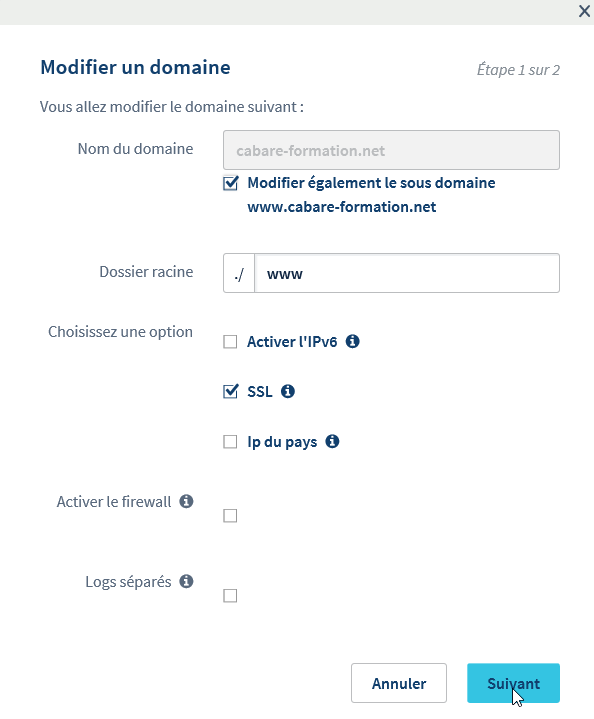 Modifier un domaine
Étape 1 sur 2
Vous allez modifier le domaine suivant :
Nom du domaine
cabare-formation.net
Modifier également le sous domaine
www.cabare-formation.net
Dossier racine
./
www
Choisissez une option
Activer l'IPv6
SSL
Ip du pays
Activer le firewall
Logs séparés
Annuler
Suivant